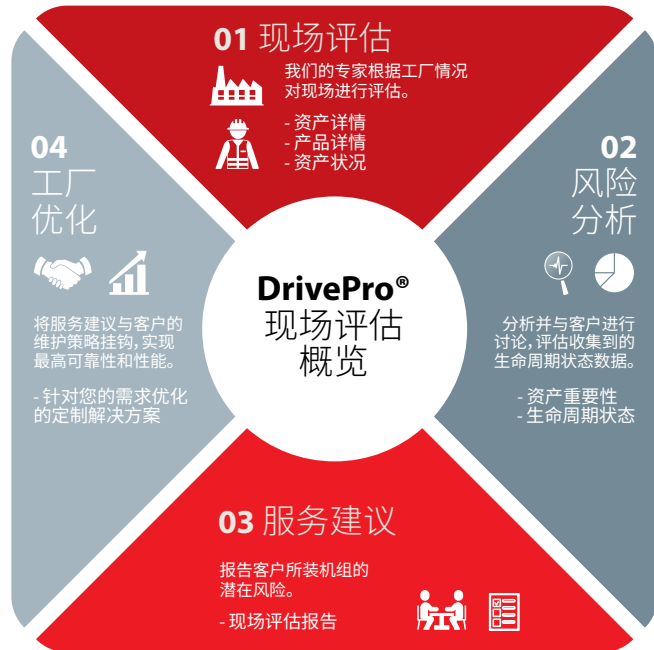 01 现场评估
我们的专家根据工厂情况
对现场进行评估。
- 资产详情
- 产品详情
- 资产状况
02
风险
分析
分析并与客户进行
讨论,评估收集到的
生命周期状态数据。
- 资产重要性
- 生命周期状态
03 服务建议
报告客户所装机组的
潜在风险。
- 现场评估报告
04
工厂
优化
将服务建议与客户的
维护策略挂钩,实现
最高可靠性和性能。
- 针对您的需求优化
的定制解决方案
DrivePro®
现场评估
概览